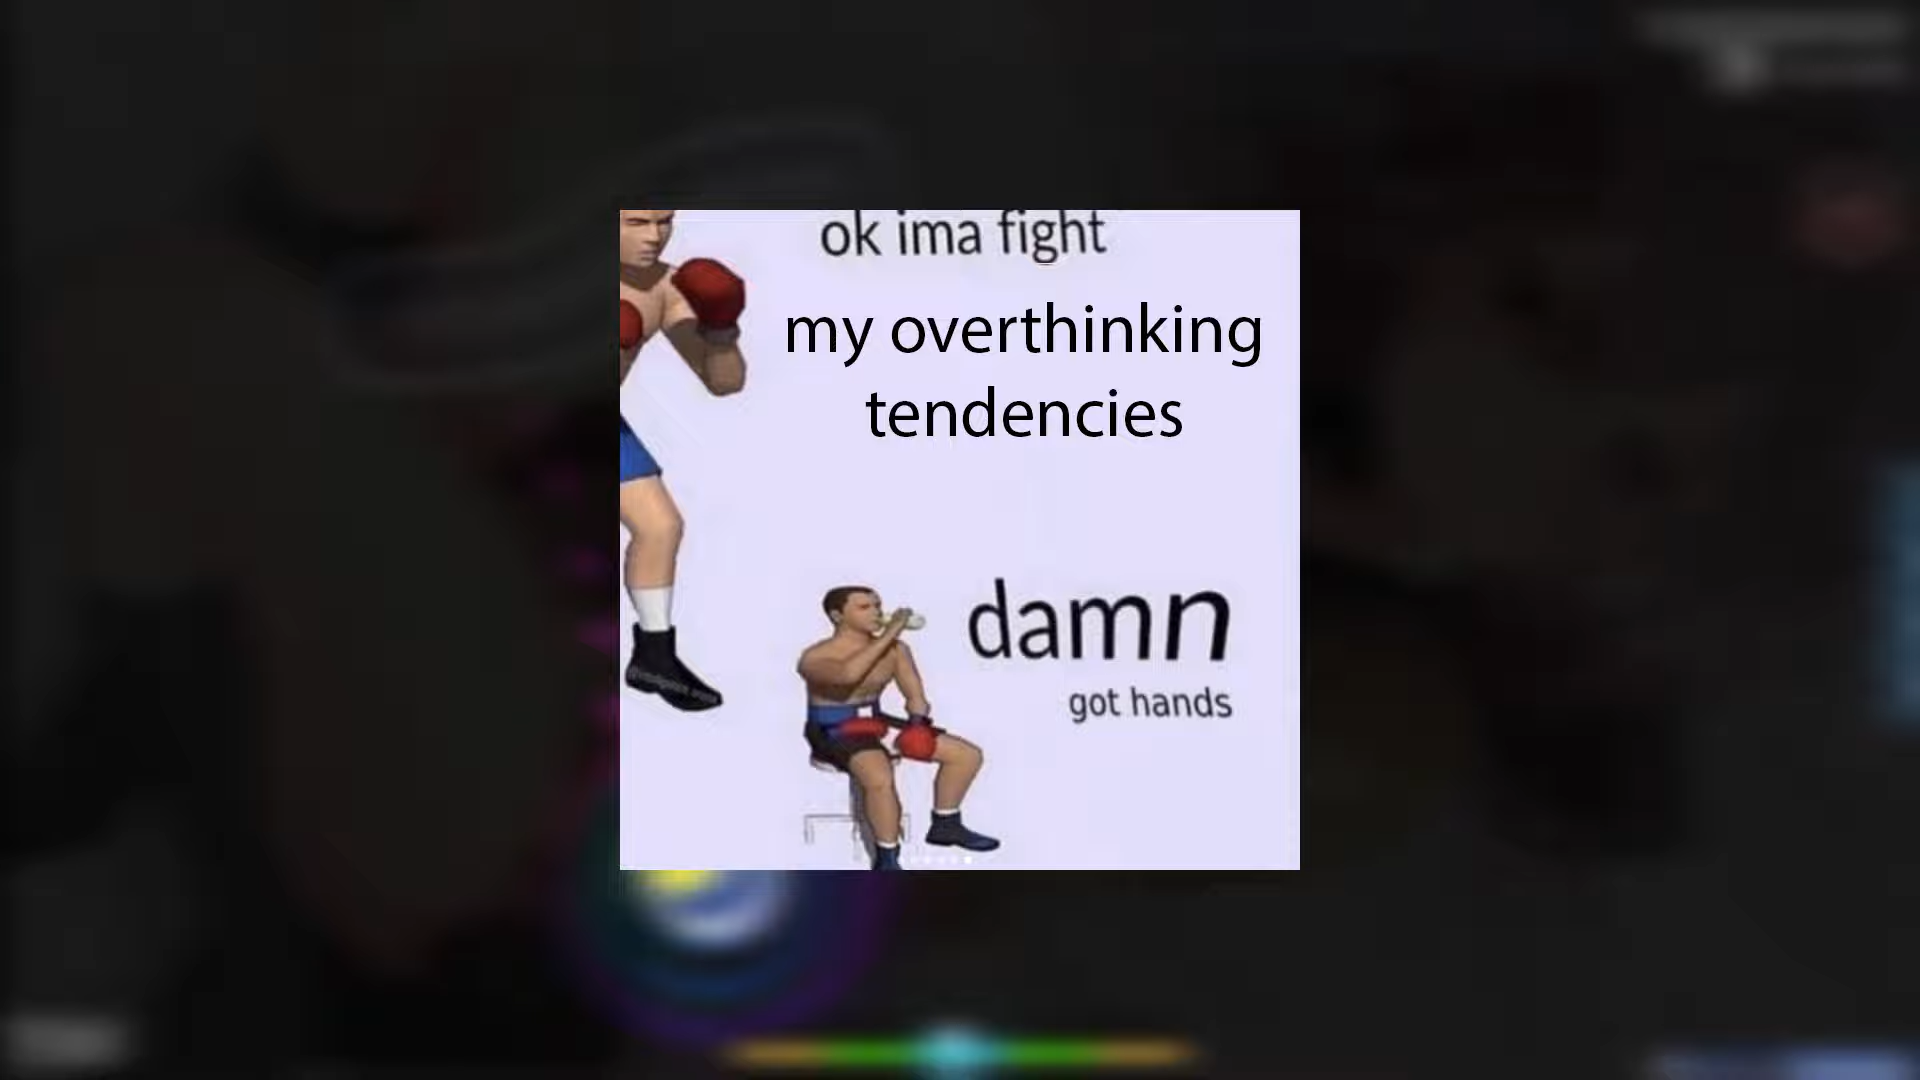 ok ima fight
my overthinking
tendencies
damn
got hands